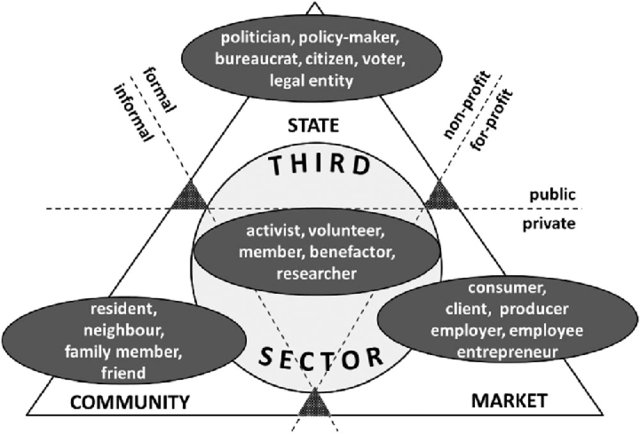 politician, policy-maker,
bureaucrat, citizen, voter,
legal entity
formal
informal
non-profit
for-profit
STATE
THIRD
public
private
activist, volunteer,
member, benefactor,
researcher
resident,
neighbour,
family member,
friend
consumer,
client, producer
employer, employee
entrepreneur
SECTOR
COMMUNITY
MARKET